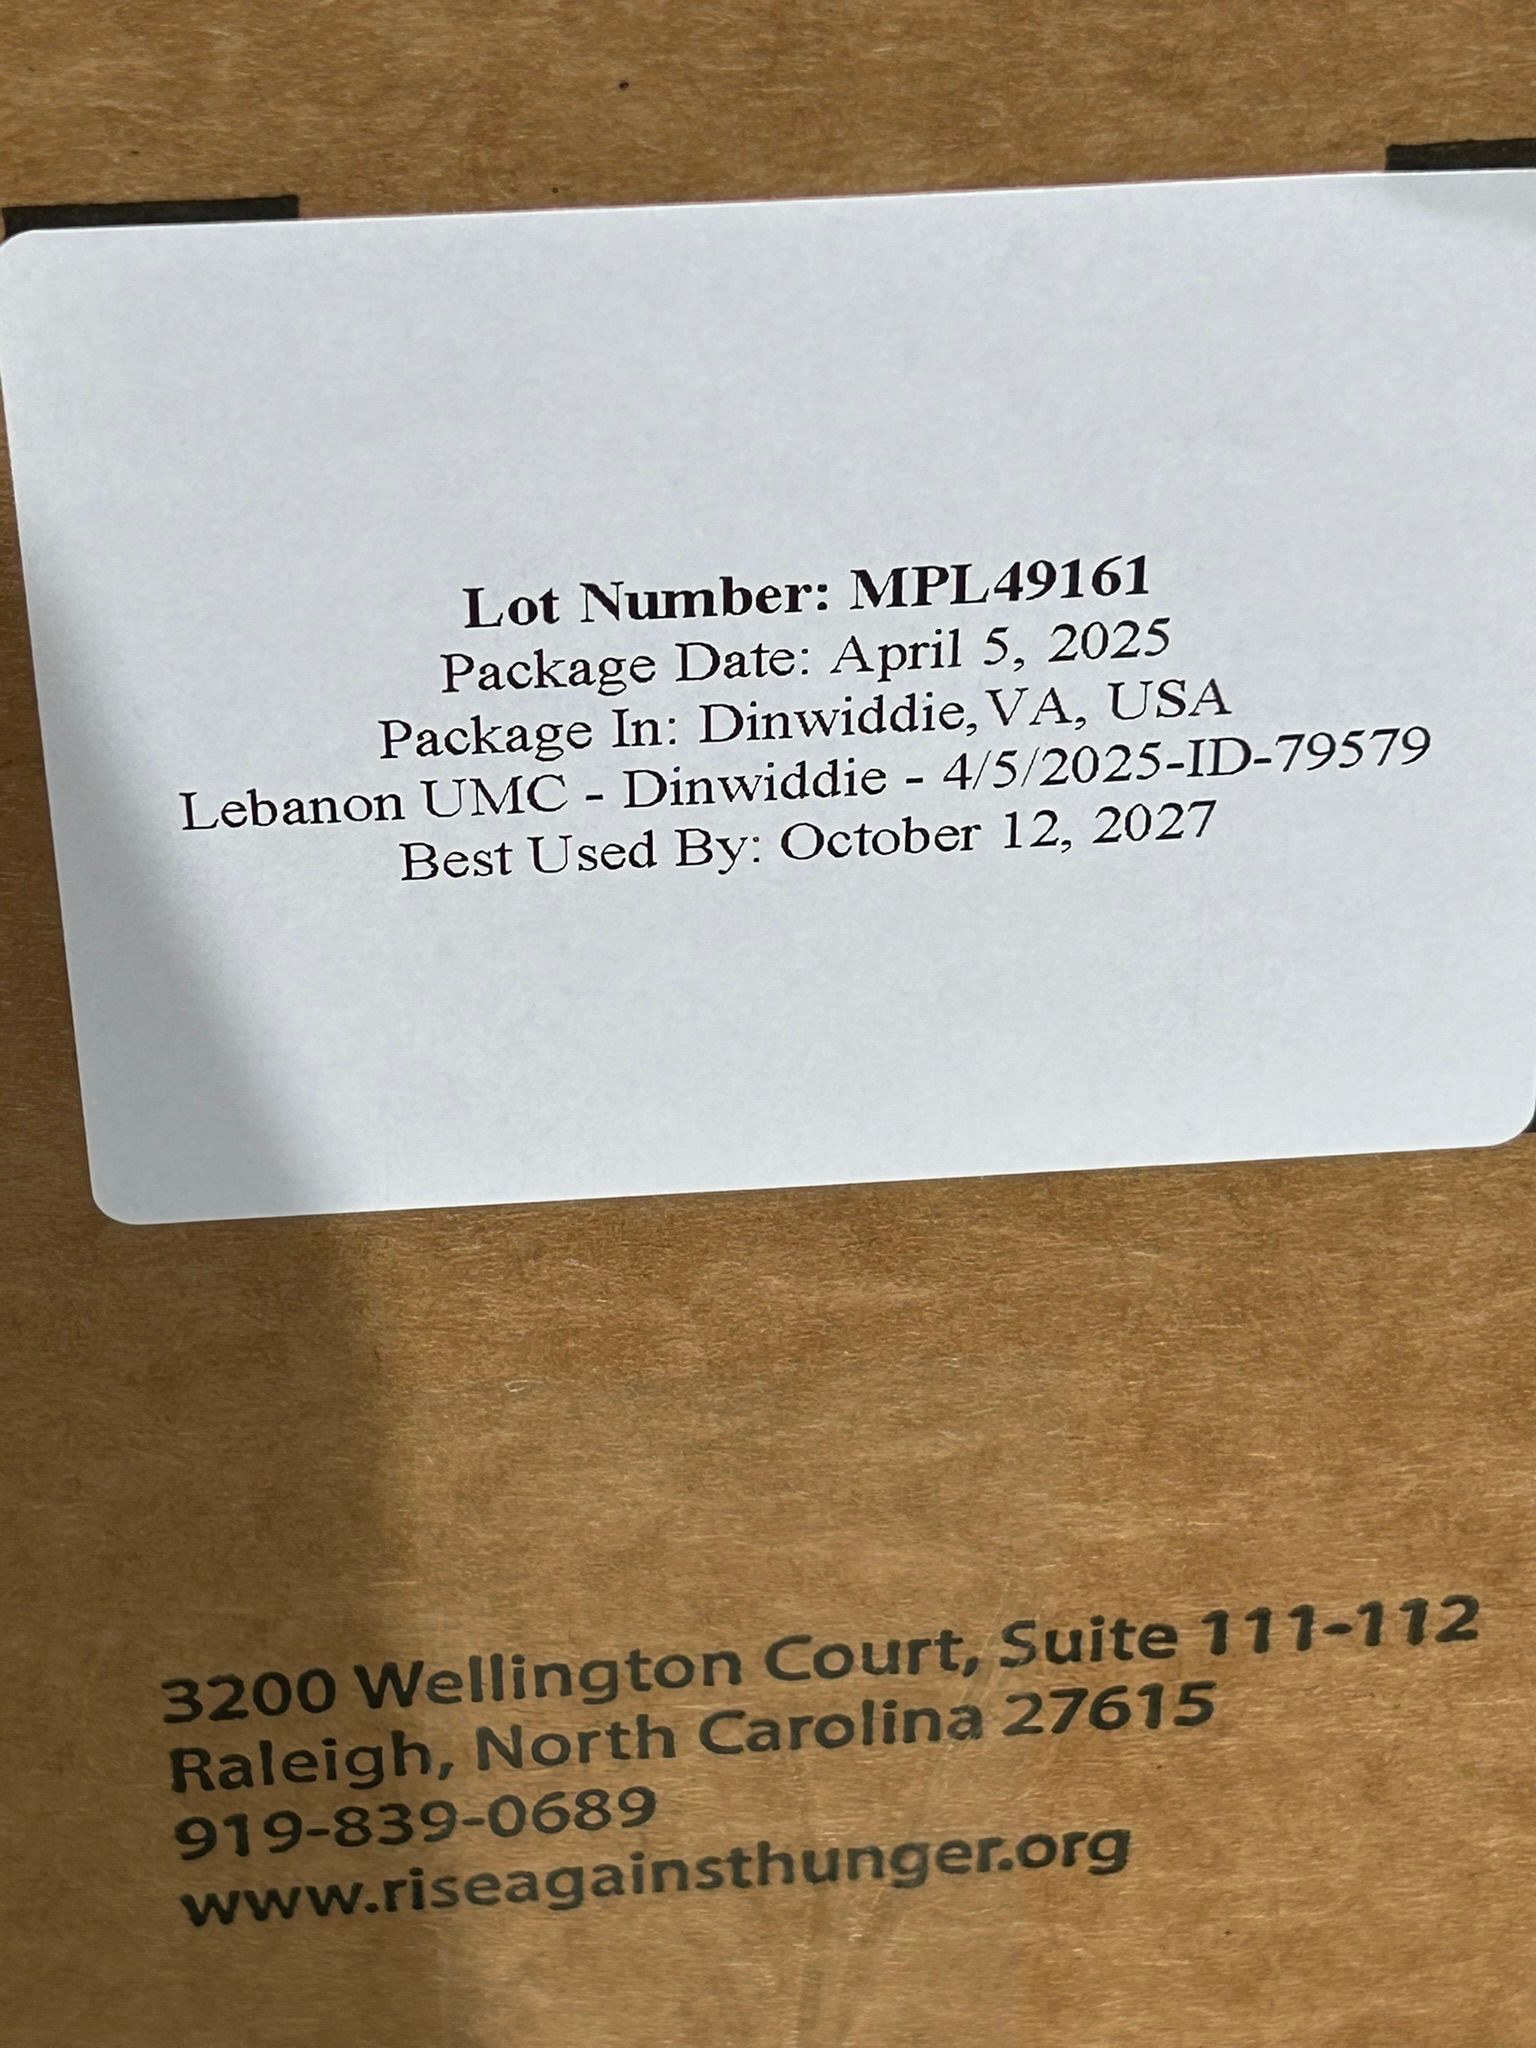 Lot Number: MPL49161
Package Date: April 5, 2025
Package In: Dinwiddie, VA, USA
Lebanon UMC - Dinwiddie - 4/5/2025-ID-79579
Best Used By: October 12, 2027
3200 Wellington Court, Suite 111-112
Raleigh, North Carolina 27615
919-839-0689
www.riseagainsthunger.org